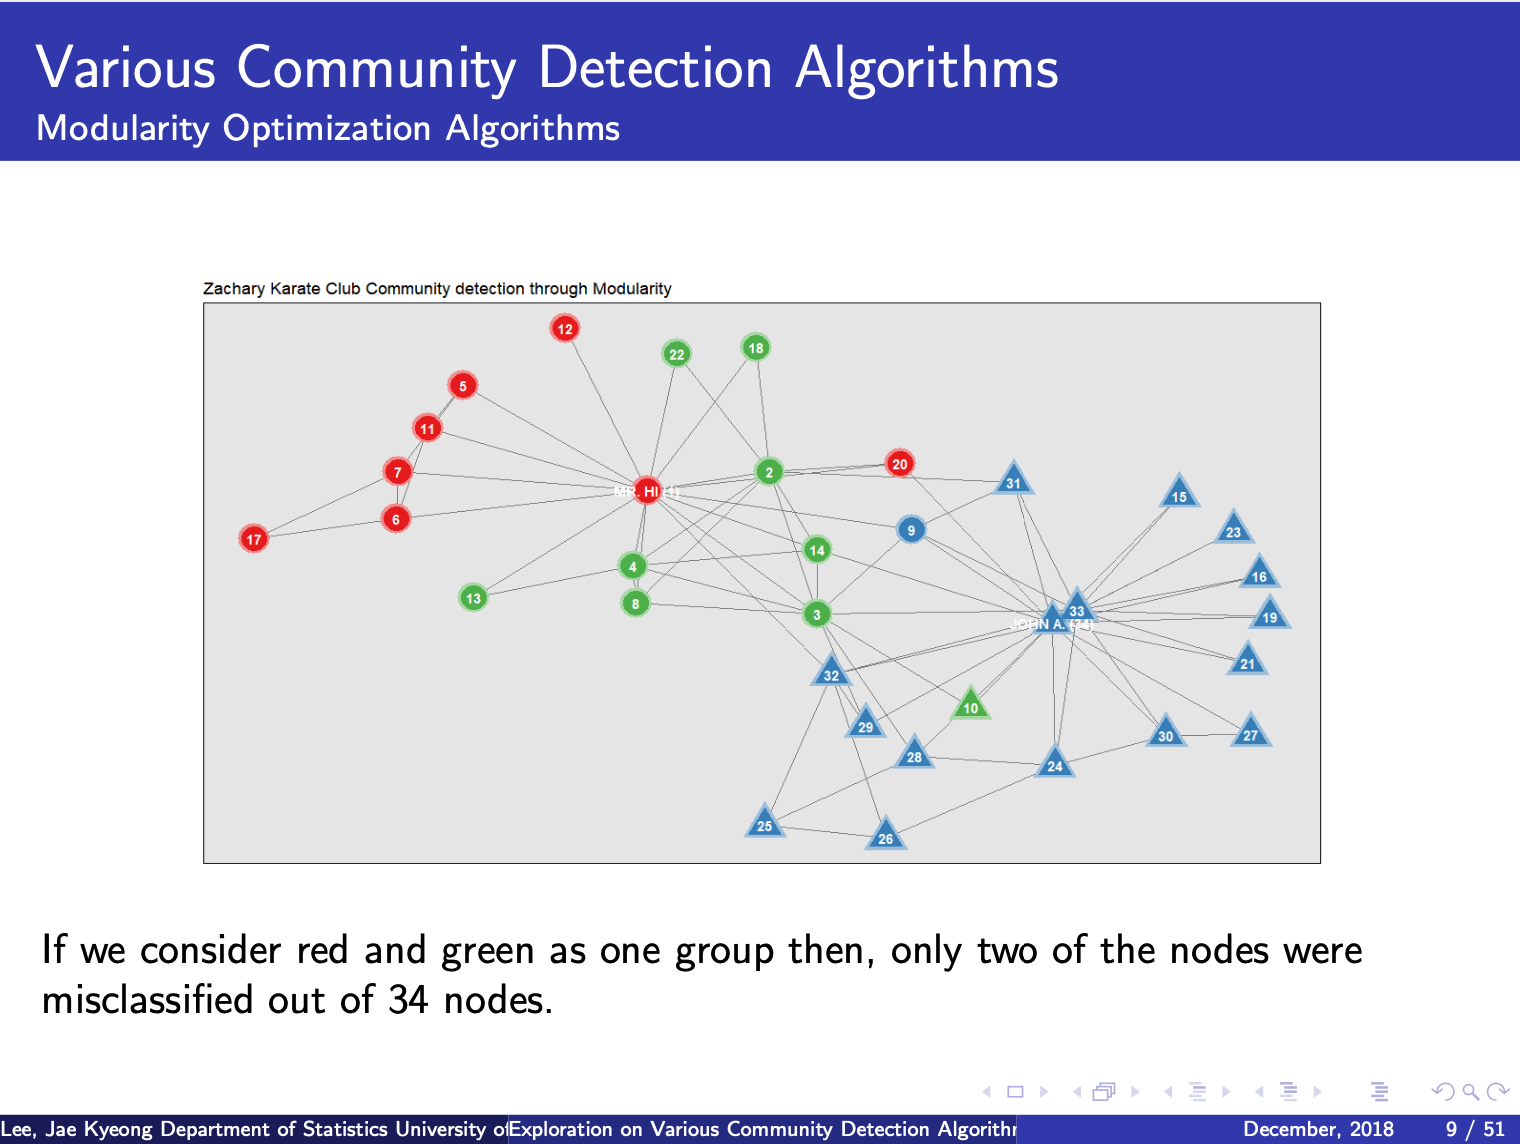 Various Community Detection Algorithms
Modularity Optimization Algorithms
Zachary Karate Club Community detection through Modularity
12
22
18
5
11
7
20
2
31
MR. HI (1)
15
6
9
23
17
14
4
16
13
8
3
33
19
JOHN A. (34)
21
32
10
29
30
27
28
24
25
26
If we consider red and green as one group then, only two of the nodes were
misclassified out of 34 nodes.
Lee, Jae Kyeong Department of Statistics University of
Exploration on Various Community Detection Algorithm
December, 2018
9 / 51